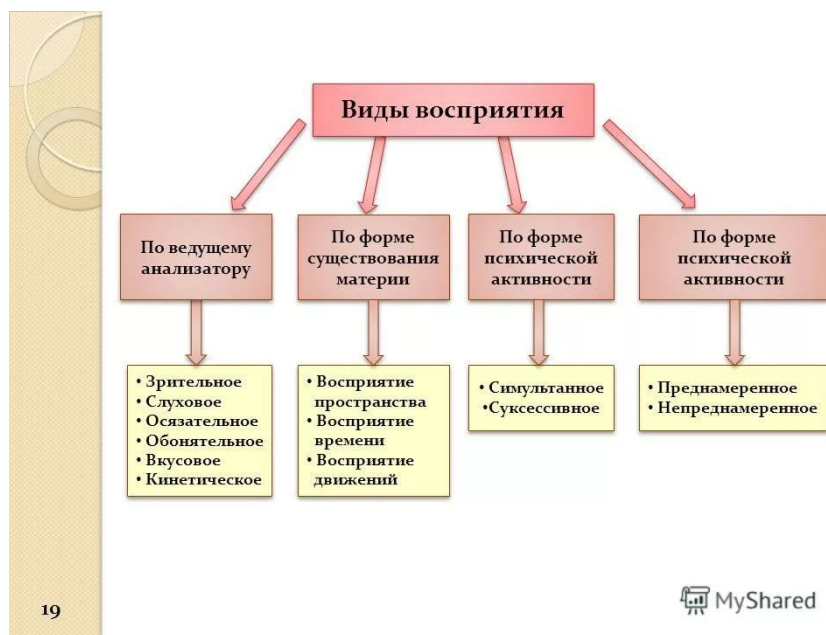 Виды восприятия
По ведущему
анализатору
По форме
существования
материи
По форме
психической
активности
По форме
психической
активности
• Зрительное
• Слуховое
• Осязательное
• Обонятельное
• Вкусовое
• Кинетическое
• Восприятие
пространства
• Восприятие
времени
• Восприятие
движений
• Симультанное
•Суксессивное
• Преднамеренное
• Непреднамеренное
19
MyShared